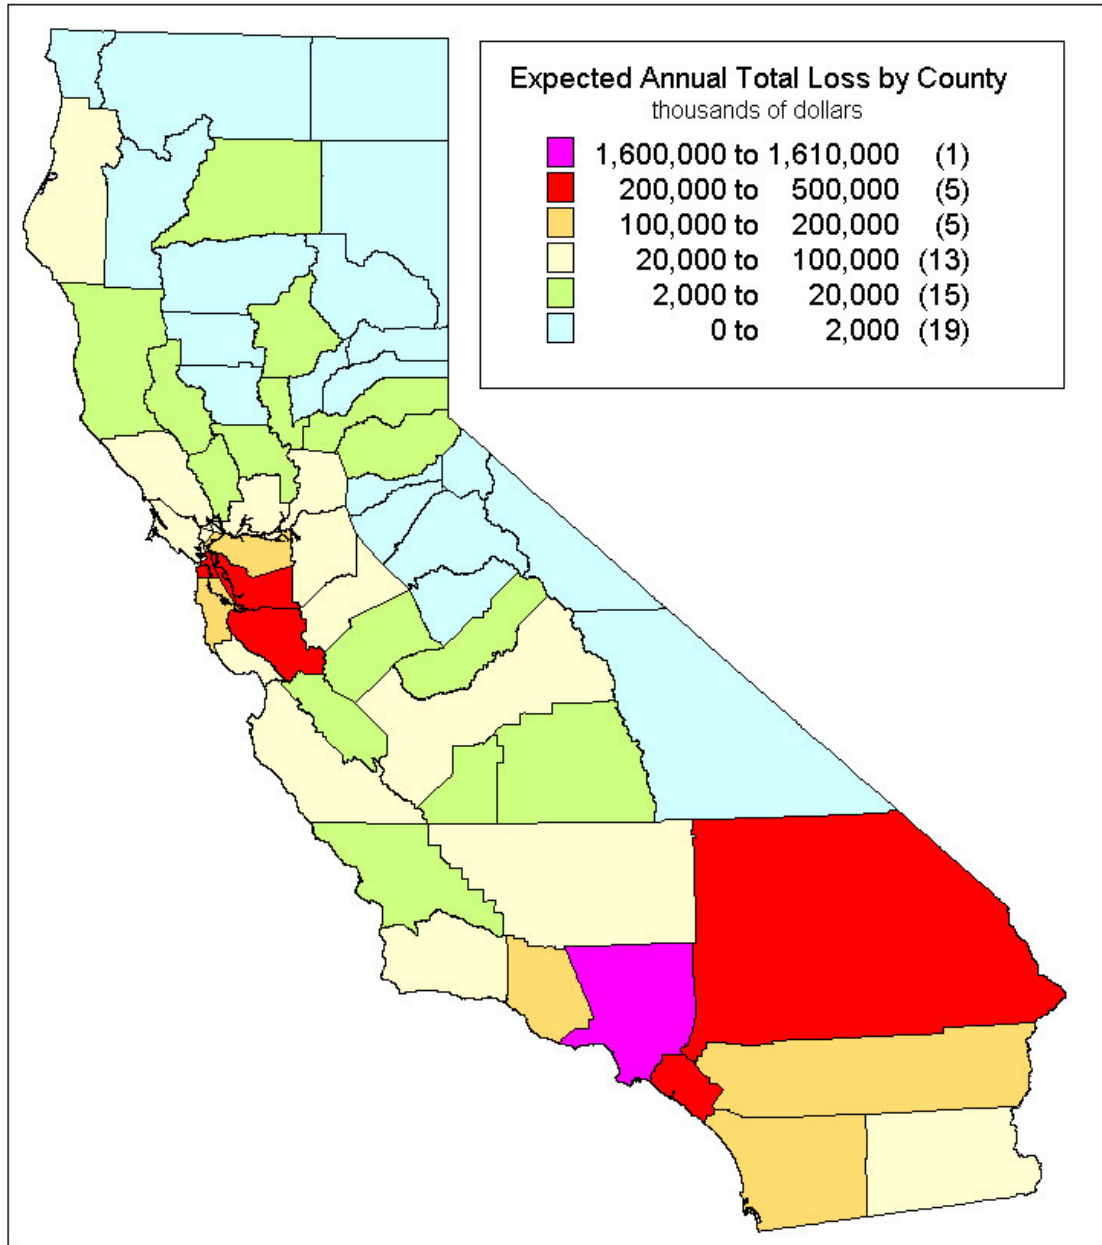 Expected Annual Total Loss by County
thousands of dollars
1,600,000 to 1,610,000 (1)
200,000 to 500,000 (5)
100,000 to 200,000 (5)
20,000 to 100,000 (13)
2,000 to 20,000 (15)
0 to 2,000 (19)